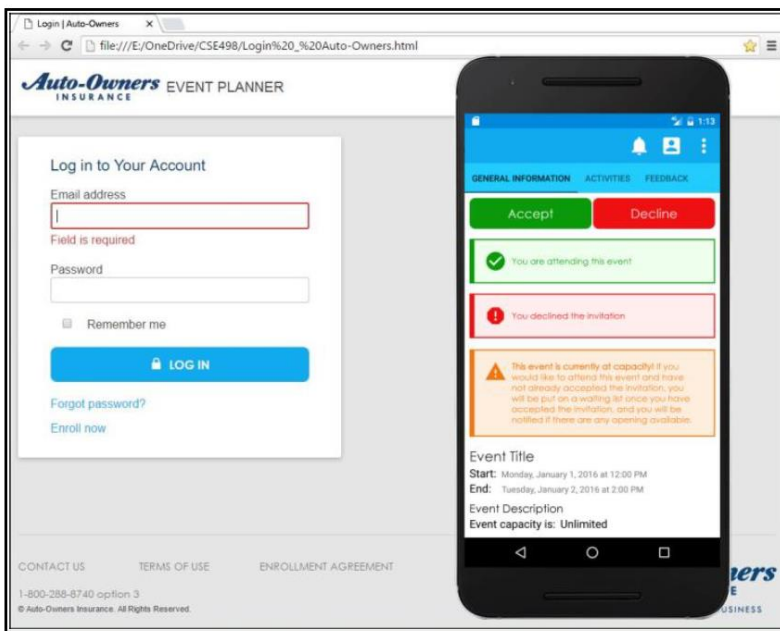 Login | Auto-Owners
file:///E:/OneDrive/CSE498/Login%20_%20Auto-Owners.html
Auto-Owners EVENT PLANNER
INSURANCE
Log in to Your Account
Email address
Field is required
Password
Remember me
LOG IN
Forgot password?
Enroll now
CONTACT US TERMS OF USE ENROLLMENT AGREEMENT
1-800-288-8740 option 3
© Auto-Owners Insurance. All Rights Reserved.
1:13
GENERAL INFORMATION ACTIVITIES FEEDBACK
Accept Decline
You are attending this event
You declined the invitation
This event is currently at capacity! If you
would like to attend this event and have
not already accepted the invitation, you
will be put on a waiting list once you have
accepted the invitation, and you will be
notified if there are any opening available.
Event Title
Start: Monday, January 1, 2016 at 12:00 PM
End: Tuesday, January 2, 2016 at 2:00 PM
Event Description
Event capacity is: Unlimited
ners
E
USINESS